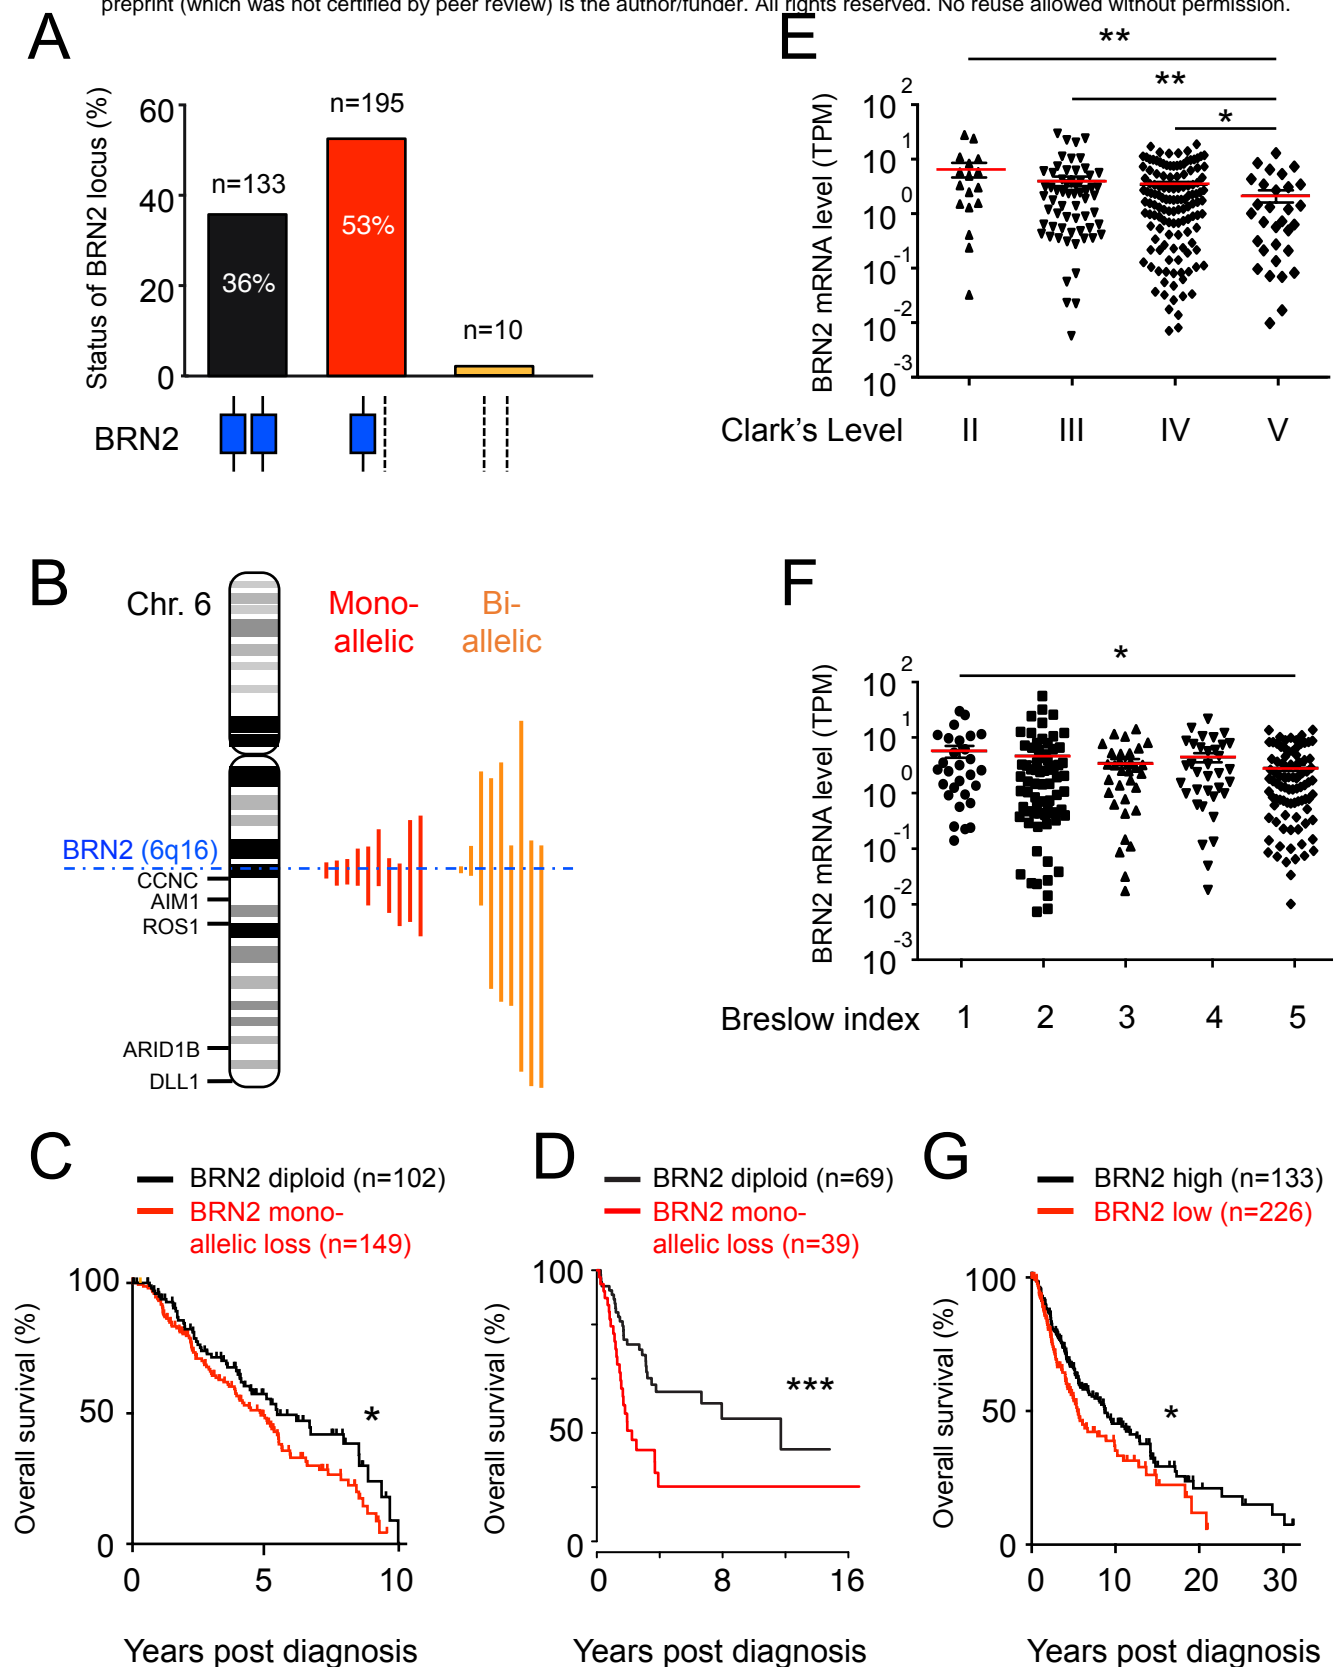 preprint (which was not certified by peer review) is the author/funder. All rights reserved. No reuse allowed without permission.
A
Status of BRN2 locus (%)
60
40
20
0
n=133
n=195
n=10
36%
53%
BRN2
E
BRN2 mRNA level (TPM)
10 2
10 1
10 0
10 -1
10 -2
10 -3
**
**
*
Clark's Level
II
III
IV
V
B
Chr. 6
Mono-
allelic
Bi-
allelic
BRN2 (6q16)
CCNC
AIM1
ROS1
ARID1B
DLL1
F
BRN2 mRNA level (TPM)
10 2
10 1
10 0
10 -1
10 -2
10 -3
*
Breslow index
1
2
3
4
5
C
BRN2 diploid (n=102)
BRN2 mono-
allelic loss (n=149)
Overall survival (%)
100
50
0
*
0
5
10
Years post diagnosis
D
BRN2 diploid (n=69)
BRN2 mono-
allelic loss (n=39)
Overall survival (%)
100
50
0
***
0
8
16
Years post diagnosis
G
BRN2 high (n=133)
BRN2 low (n=226)
Overall survival (%)
100
50
0
*
0
10
20
30
Years post diagnosis